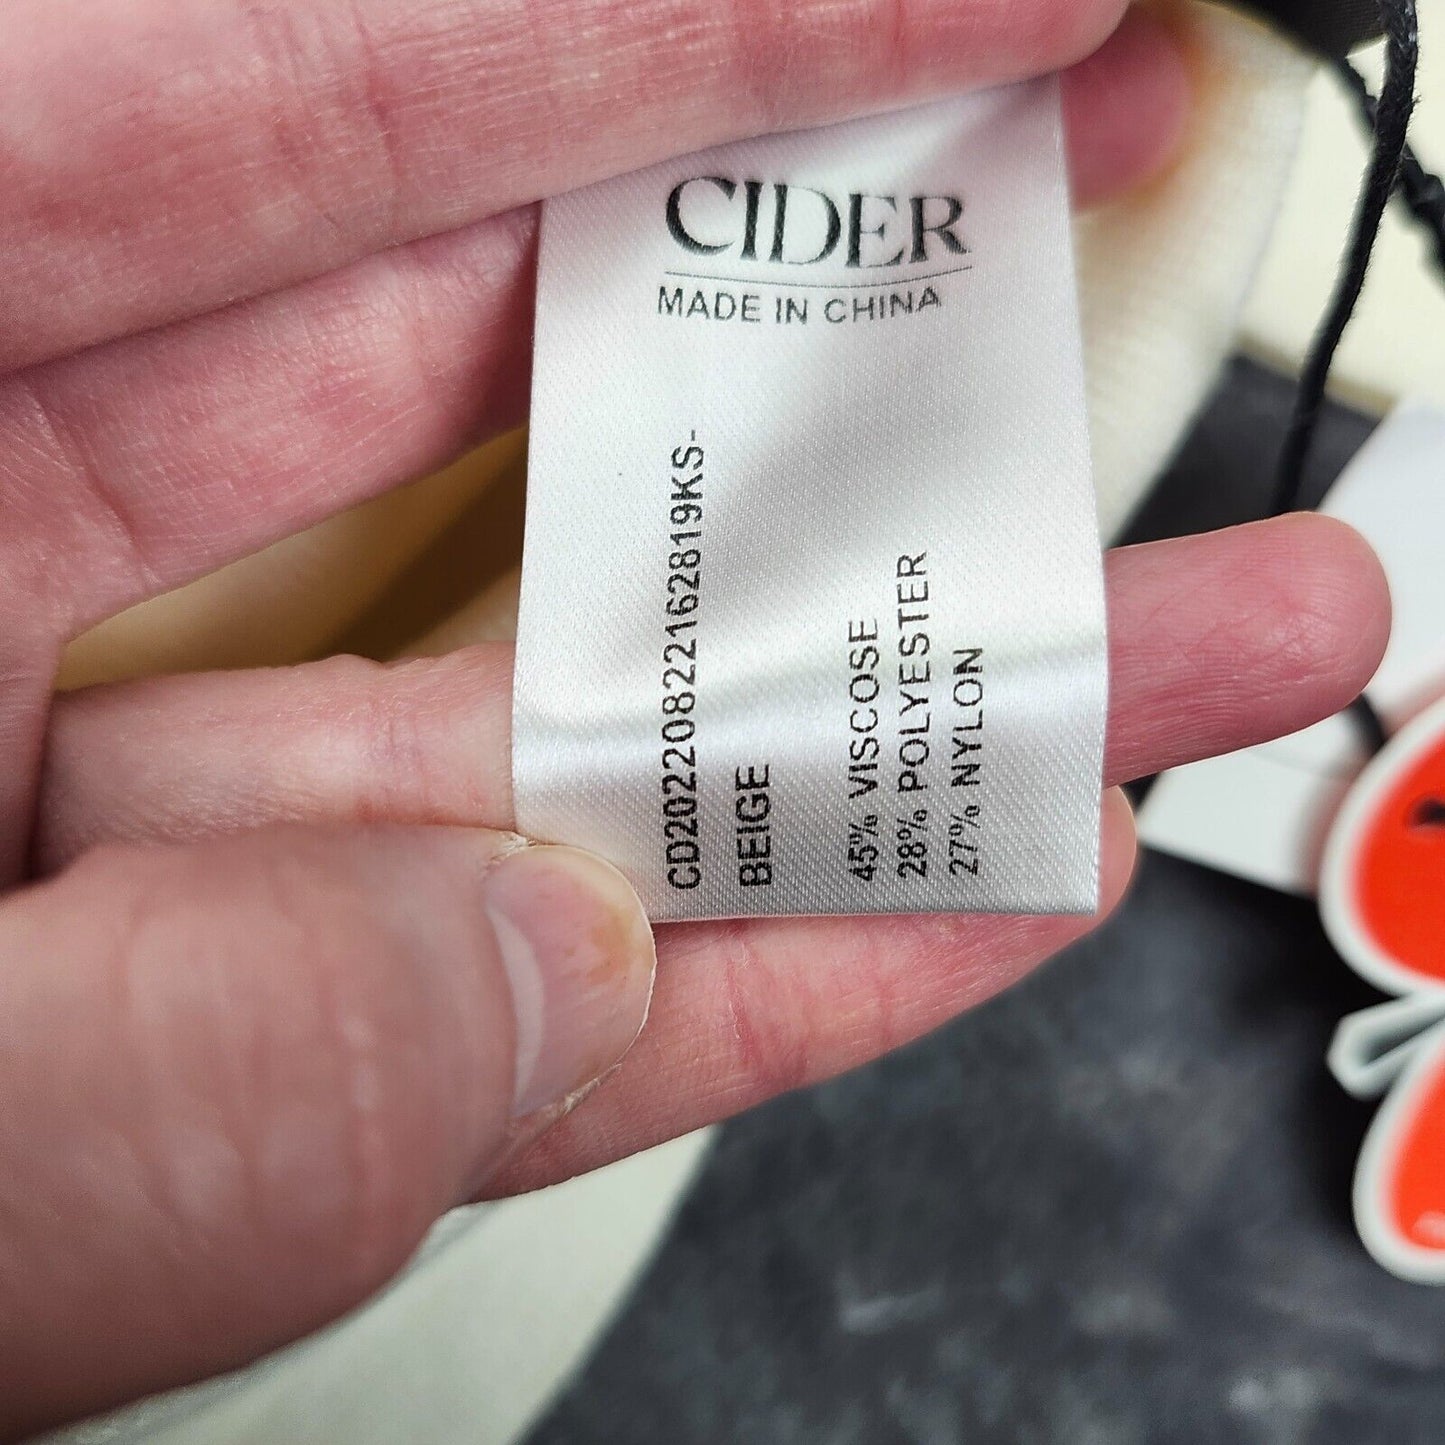 CIDER
MADE IN CHINA
CD20220822162819KS-
BEIGE
45% VISCOSE
28% POLYESTER
27% NYLON